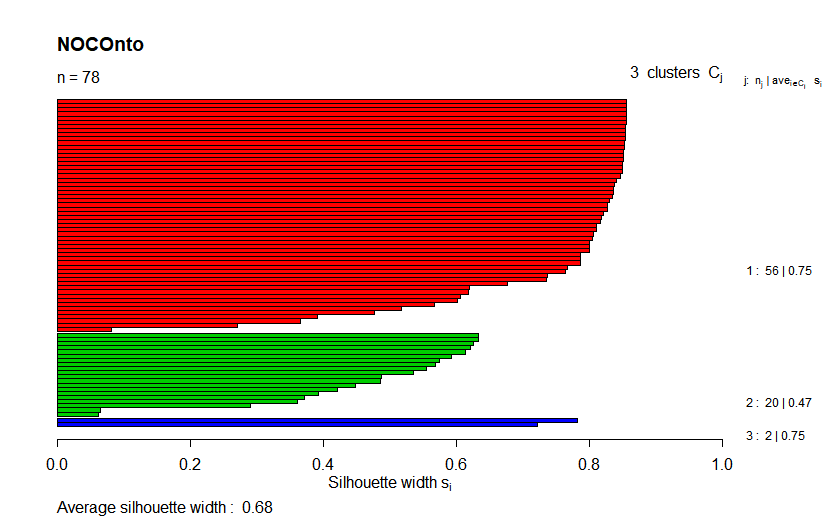 NOCOnto
n = 78
3 clusters Cj
j: nj | avei∈Cj si
1 : 56 | 0.75
2 : 20 | 0.47
3 : 2 | 0.75
0.0 0.2 0.4 0.6 0.8 1.0
Silhouette width si
Average silhouette width : 0.68